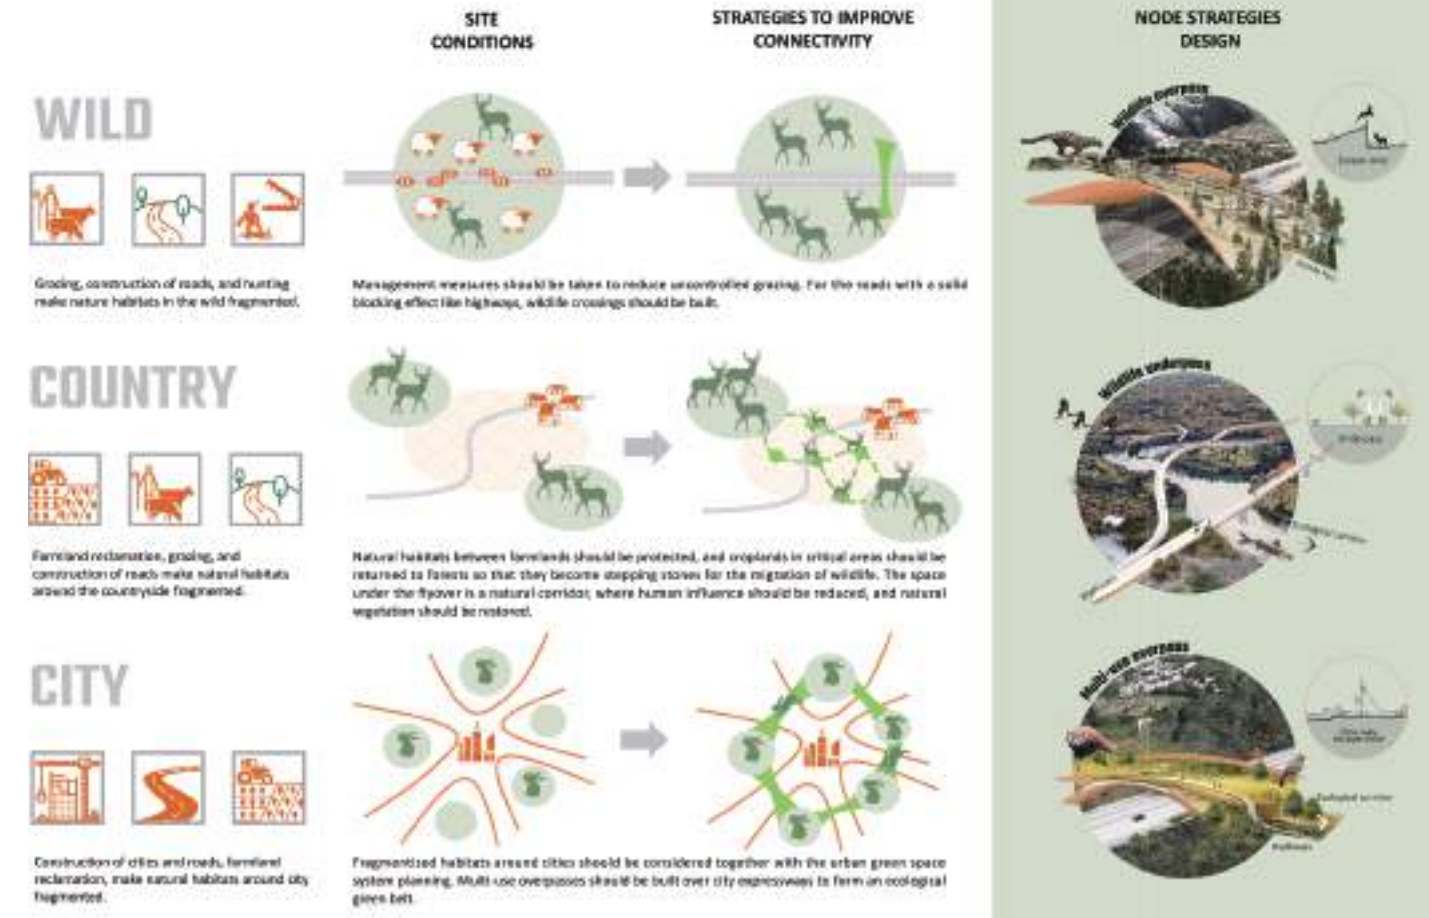 SITE
CONDITIONS
STRATEGIES TO IMPROVE
CONNECTIVITY
NODE STRATEGIES
DESIGN
WILD
Grazing, construction of roads, and hunting
make nature habitats in the wild fragmented.
Management measures should be taken to reduce uncontrolled grazing. For the roads with a solid
blocking effect like highways, wildlife crossings should be built.
Wildlife overpass
COUNTRY
Farmland reclamation, grazing, and
construction of roads make natural habitats
around the countryside fragmented.
Natural habitats between farmlands should be protected, and croplands in critical areas should be
returned to forests so that they become stepping stones for the migration of wildlife. The space
under the flyover is a natural corridor, where human influence should be reduced, and natural
vegetation should be restored.
Wildlife underpass
CITY
Construction of cities and roads, farmland
reclamation, make natural habitats around city
fragmented.
Fragmentized habitats around cities should be considered together with the urban green space
system planning. Multi-use overpasses should be built over city expressways to form an ecological
green belt.
Multi-use overpass
Ecological corridor